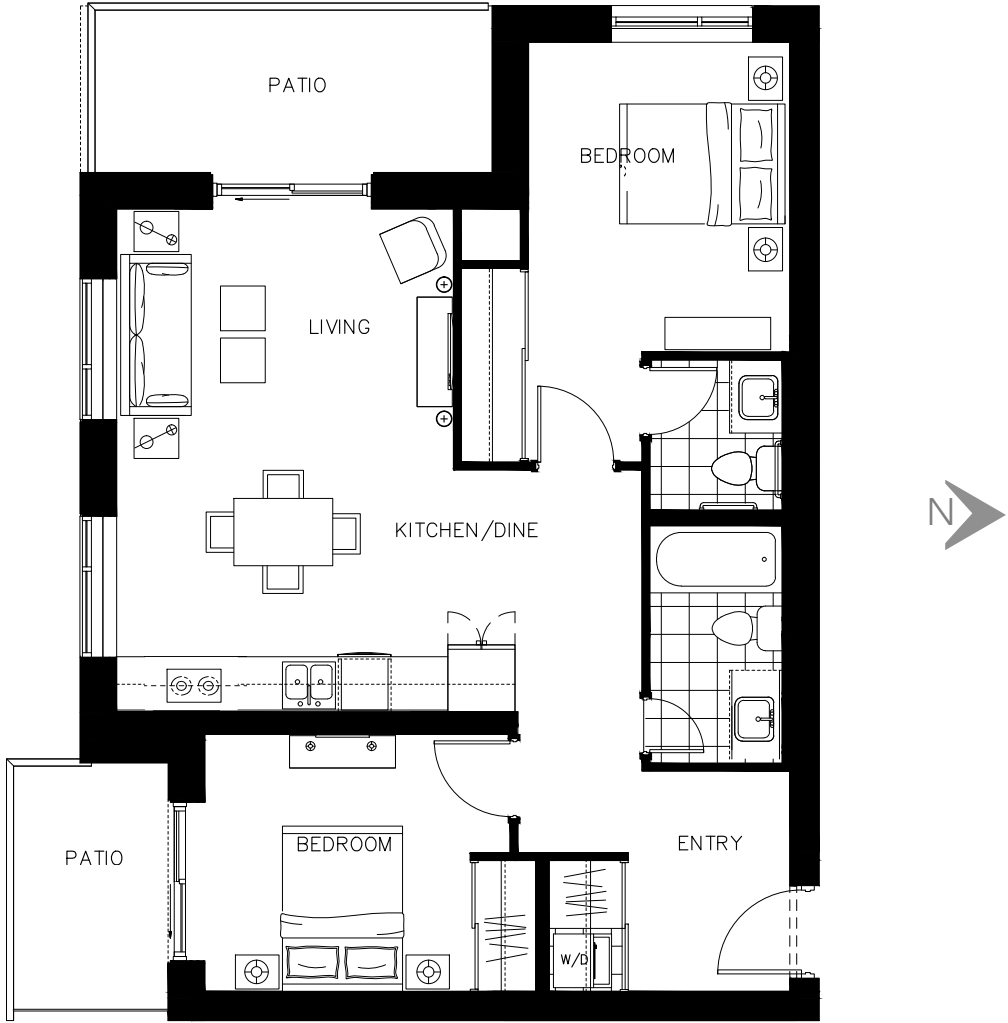 PATIO
BEDROOM
LIVING
N
KITCHEN/DINE
BEDROOM
ENTRY
PATIO
W/D